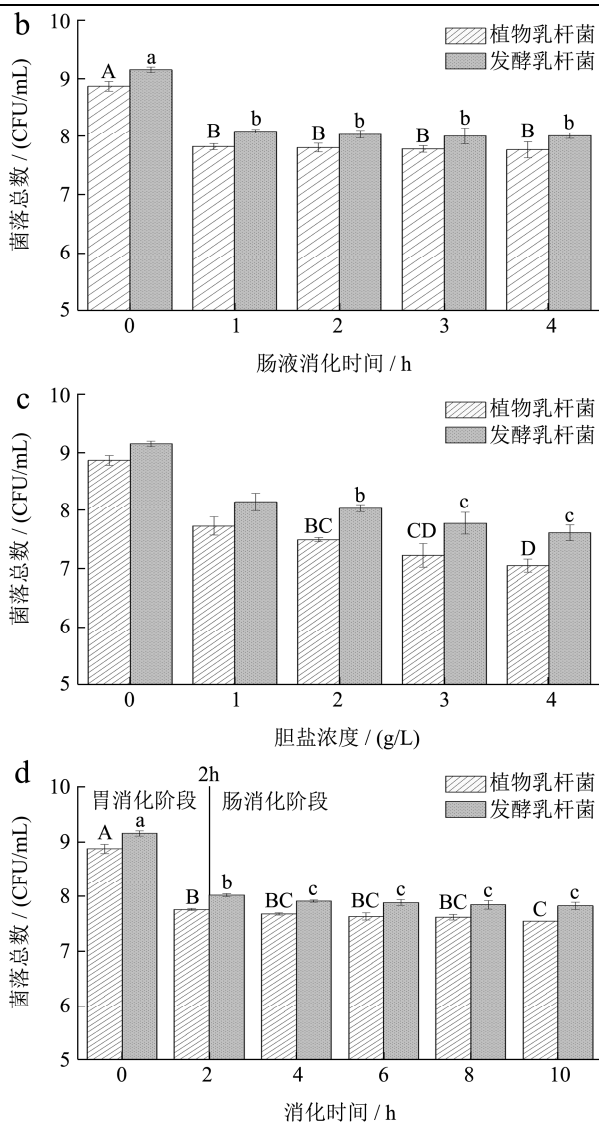 b
菌落总数 / (CFU/mL)
10
9
8
7
6
5
植物乳杆菌
发酵乳杆菌
A a
B b
B b
B b
B b
0 1 2 3 4
肠液消化时间 / h
c
菌落总数 / (CFU/mL)
10
9
8
7
6
5
植物乳杆菌
发酵乳杆菌
BC b
CD c
D c
0 1 2 3 4
胆盐浓度 / (g/L)
d
菌落总数 / (CFU/mL)
10
9
8
7
6
5
2h
胃消化阶段 肠消化阶段
植物乳杆菌
发酵乳杆菌
A a
B b
BC c
BC c
BC c
C c
0 2 4 6 8 10
消化时间 / h